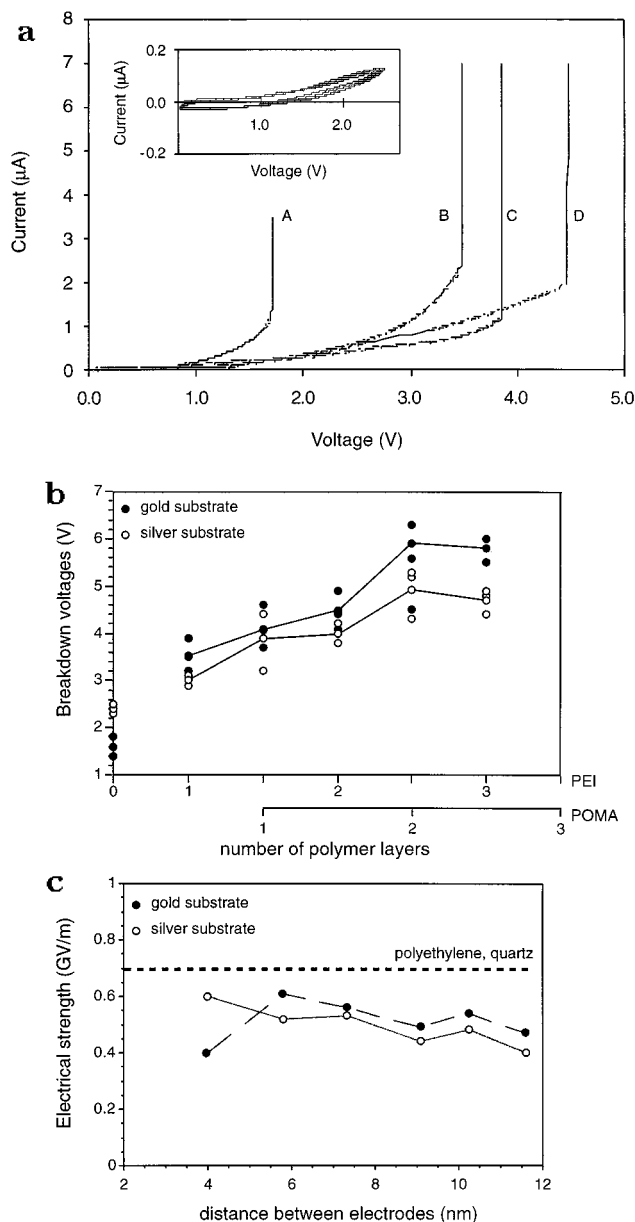 a
8
7
6
5
4
3
2
1
0
Current (μA)
0.2
0.0
-0.2
Current (μA)
1.0
2.0
Voltage (V)
A
B
C
D
0.0
1.0
2.0
3.0
4.0
5.0
Voltage (V)
b
7
6
5
4
3
2
1
Breakdown voltages (V)
gold substrate
silver substrate
0
1
2
3
PEI
1
2
3
POMA
number of polymer layers
c
1
0.8
0.6
0.4
0.2
0
Electrical strength (GV/m)
gold substrate
silver substrate
polyethylene, quartz
2
4
6
8
10
12
distance between electrodes (nm)